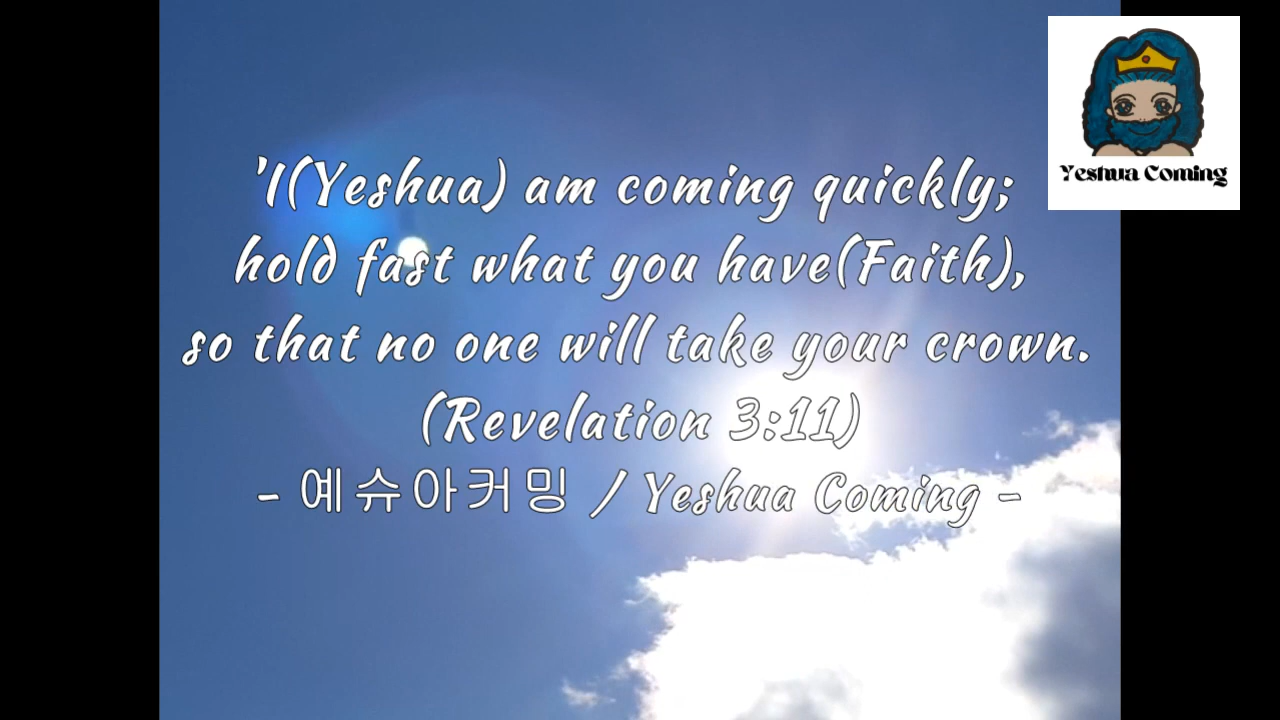 'I(Yeshua) am coming quickly;
hold fast what you have(Faith),
so that no one will take your crown.
(Revelation 3:11)
- 예슈아커밍 / Yeshua Coming -
Yeshua Coming